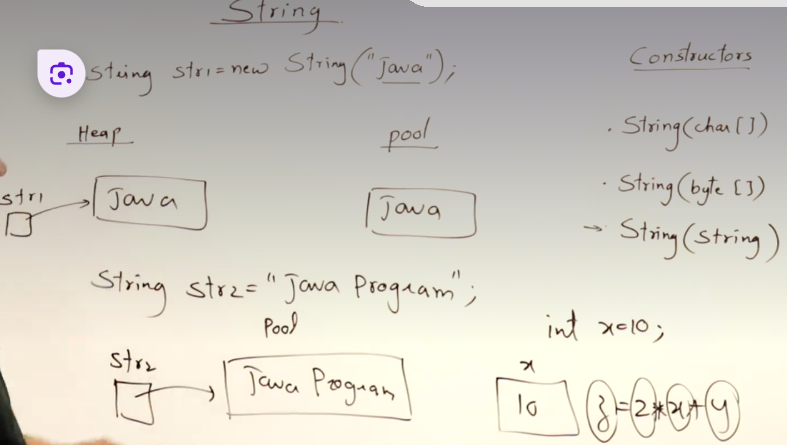 String
String str1 = new String("Java");
Constructors
Heap
pool
. String(char[])
str1
Java
Java
. String(byte[])
→ String(String)
String str2 = "Java Program";
Pool
int x=10;
str2
Java Program
x
10
z=2*x+y